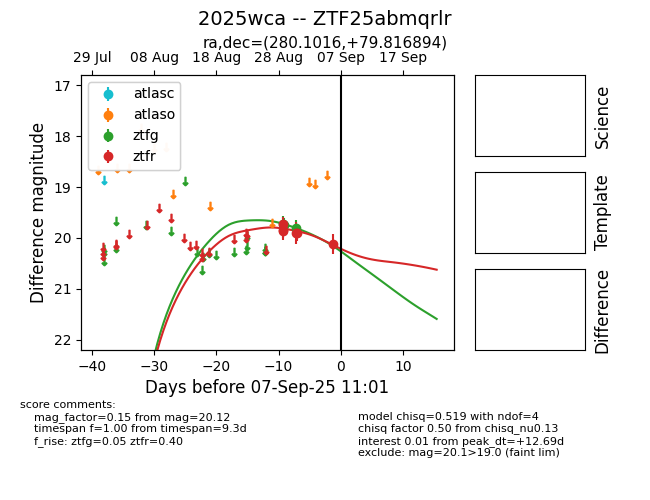 2025wca -- ZTF25abmqrlr
ra,dec=(280.1016,+79.816894)
29 Jul 08 Aug 18 Aug 28 Aug 07 Sep 17 Sep
17
18
19
20
21
22
Difference magnitude
atlasc
atlaso
ztfg
ztfr
−40 −30 −20 −10 0 10
Days before 07-Sep-25 11:01
Science
Template
Difference
score comments:
mag_factor=0.15 from mag=20.12
timespan f=1.00 from timespan=9.3d
f_rise: ztfg=0.05 ztfr=0.40
model chisq=0.519 with ndof=4
chisq factor 0.50 from chisq_nu0.13
interest 0.01 from peak_dt=+12.69d
exclude: mag=20.1>19.0 (faint lim)